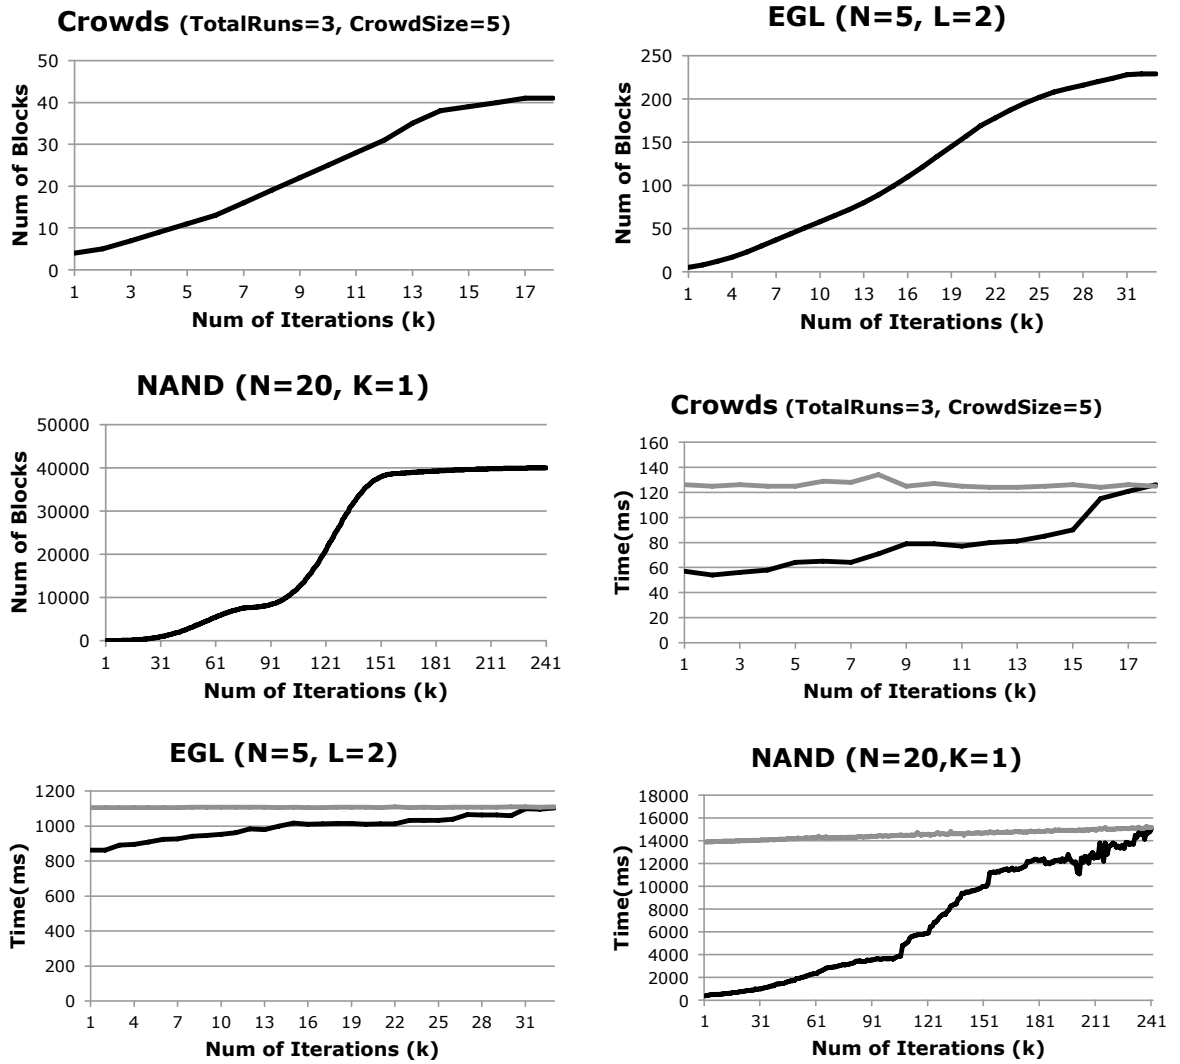 Crowds (TotalRuns=3, CrowdSize=5)
Num of Blocks
50
40
30
20
10
0
1 3 5 7 9 11 13 15 17
Num of Iterations (k)
EGL (N=5, L=2)
Num of Blocks
250
200
150
100
50
0
1 4 7 10 13 16 19 22 25 28 31
Num of Iterations (k)
NAND (N=20, K=1)
Num of Blocks
50000
40000
30000
20000
10000
0
1 31 61 91 121 151 181 211 241
Num of Iterations (k)
Crowds (TotalRuns=3, CrowdSize=5)
Time(ms)
160
140
120
100
80
60
40
20
0
1 3 5 7 9 11 13 15 17
Num of Iterations (k)
EGL (N=5, L=2)
Time(ms)
1200
1000
800
600
400
200
0
1 4 7 10 13 16 19 22 25 28 31
Num of Iterations (k)
NAND (N=20,K=1)
Time(ms)
18000
16000
14000
12000
10000
8000
6000
4000
2000
0
1 31 61 91 121 151 181 211 241
Num of Iterations (k)